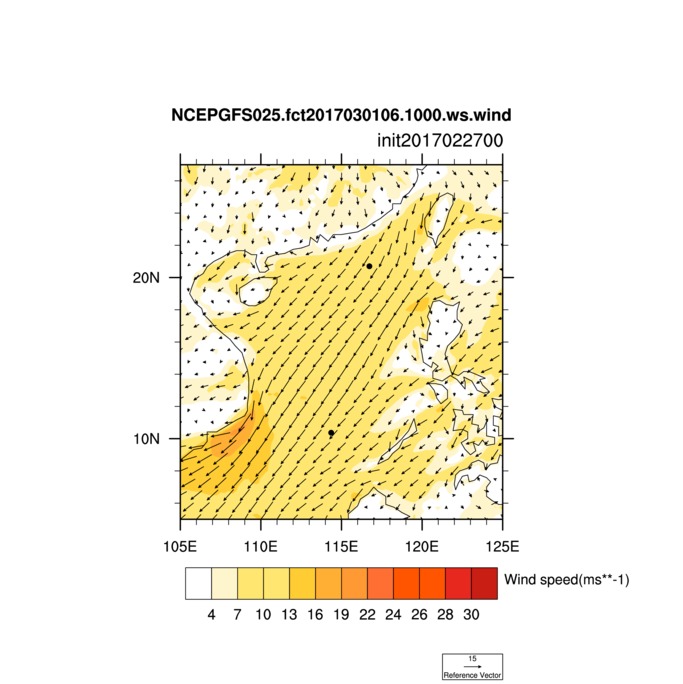 NCEPGFS025.fct2017030106.1000.ws.wind
init2017022700
20N
10N
105E 110E 115E 120E 125E
Wind speed(ms**-1)
4 7 10 13 16 19 22 24 26 28 30
15
Reference Vector